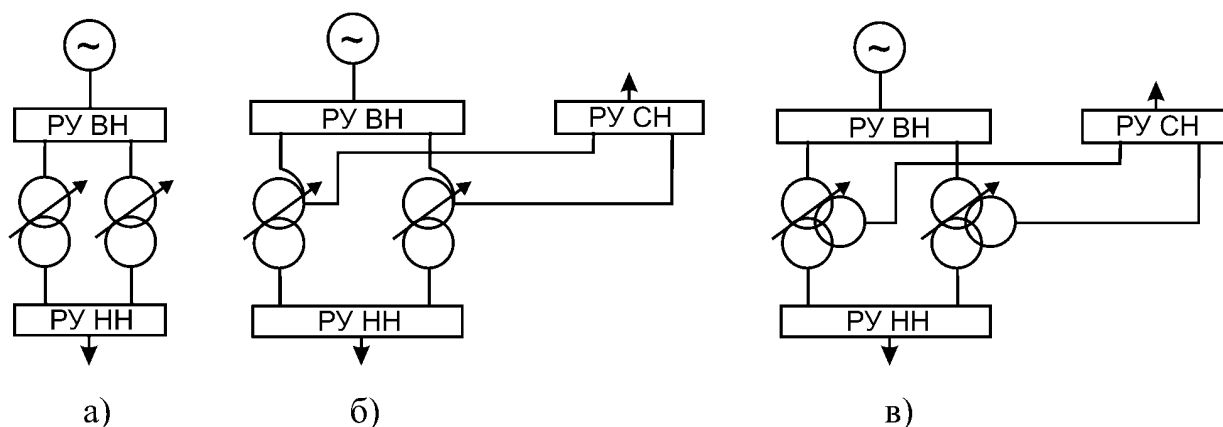 ~
РУ ВН
РУ НН
а)
~
РУ ВН
РУ СН
РУ НН
б)
~
РУ ВН
РУ СН
РУ НН
в)